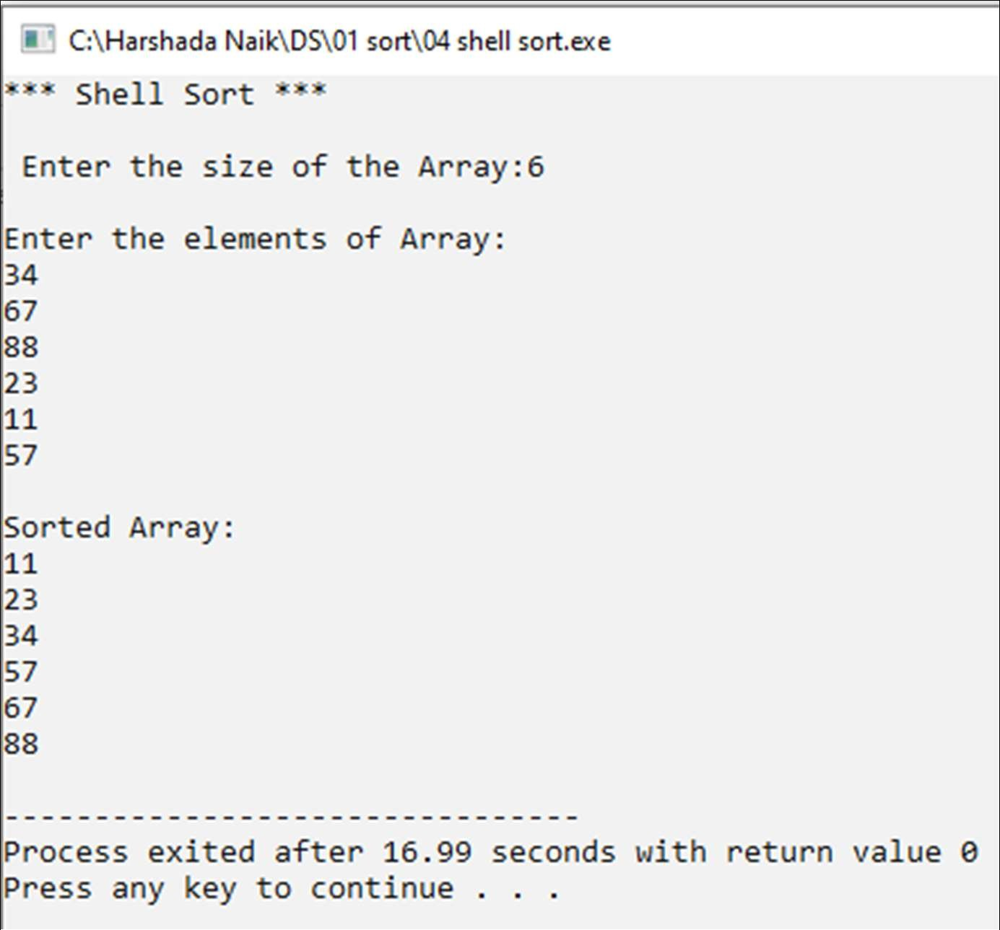 C:\Harshada Naik\DS\01 sort\04 shell sort.exe
*** Shell Sort ***
Enter the size of the Array:6
Enter the elements of Array:
34
67
88
23
11
57
Sorted Array:
11
23
34
57
67
88
--------------------------------
Process exited after 16.99 seconds with return value 0
Press any key to continue . . .